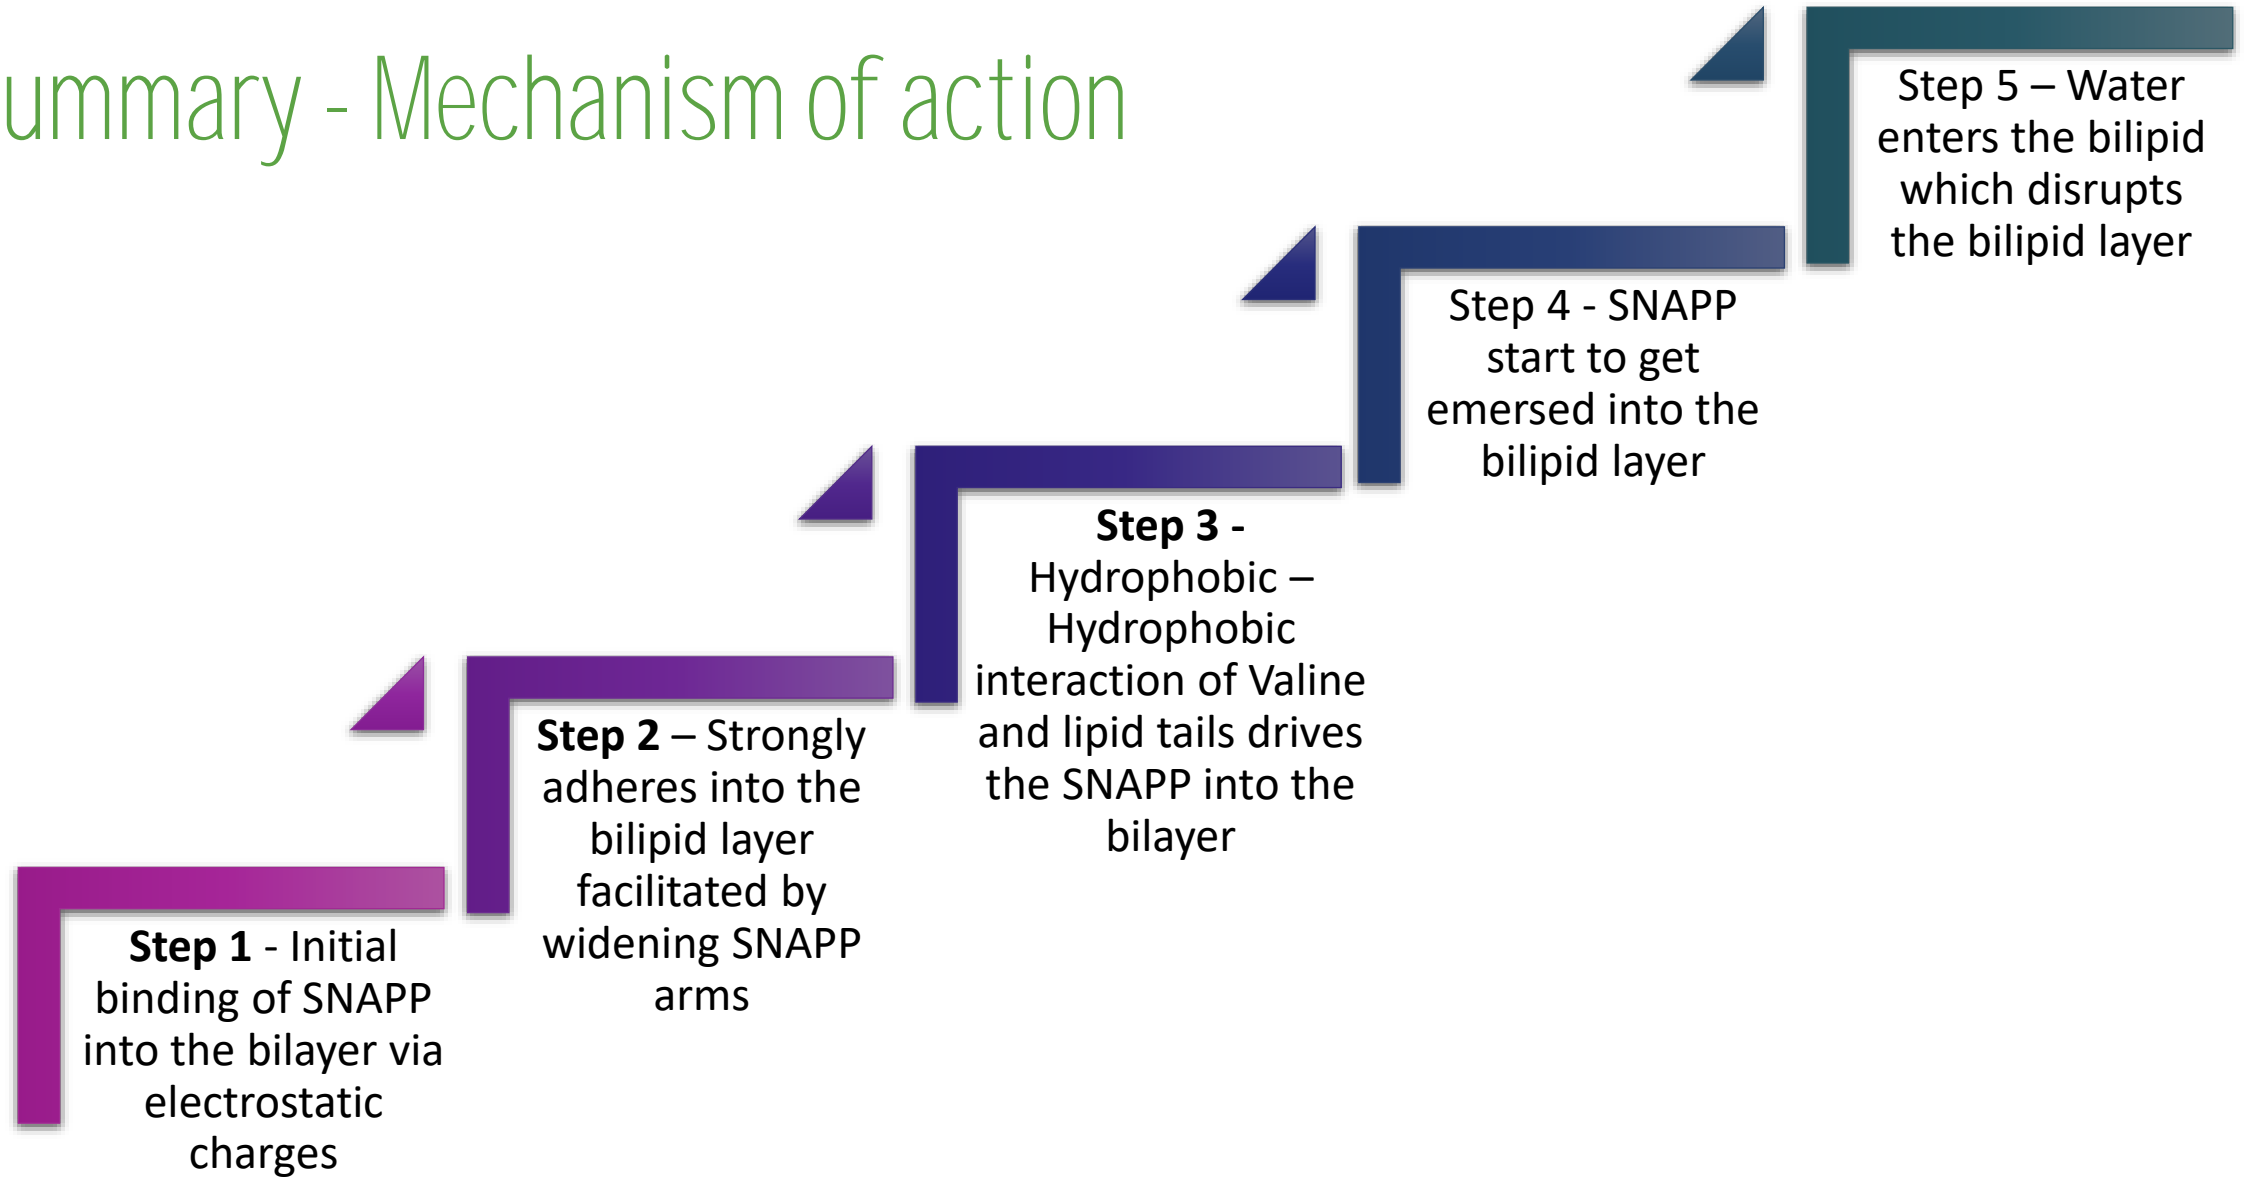 ummary - Mechanism of action
Step 1 - Initial
binding of SNAPP
into the bilayer via
electrostatic
charges
Step 2 – Strongly
adheres into the
bilipid layer
facilitated by
widening SNAPP
arms
Step 3 -
Hydrophobic –
Hydrophobic
interaction of Valine
and lipid tails drives
the SNAPP into the
bilayer
Step 4 - SNAPP
start to get
emersed into the
bilipid layer
Step 5 – Water
enters the bilipid
which disrupts
the bilipid layer